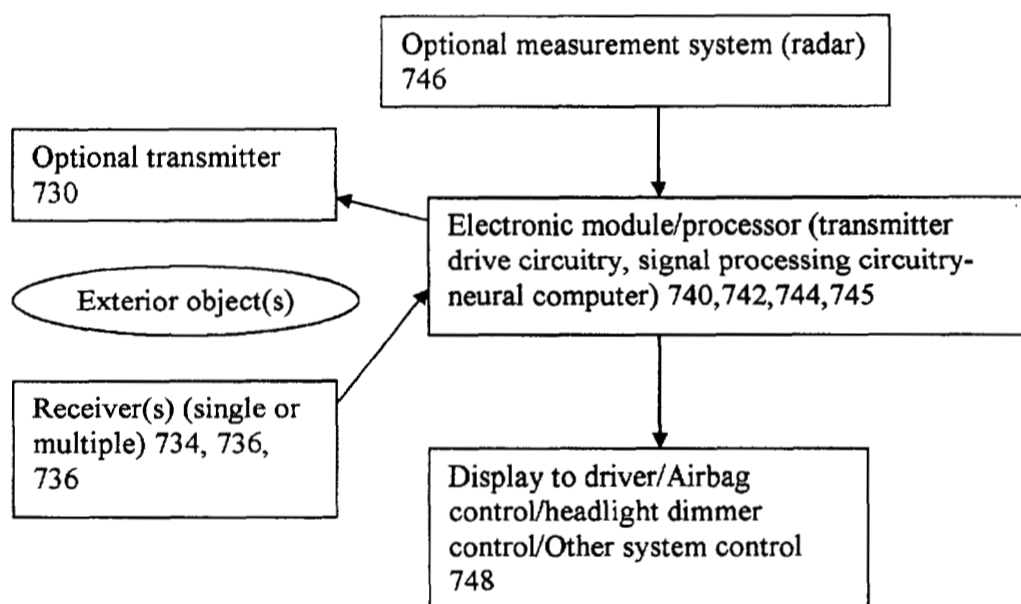 Optional measurement system (radar)
746
Optional transmitter
730
Electronic module/processor (transmitter
drive circuitry, signal processing circuitry-
neural computer) 740,742,744,745
Exterior object(s)
Receiver(s) (single or
multiple) 734, 736,
736
Display to driver/Airbag
control/headlight dimmer
control/Other system control
748